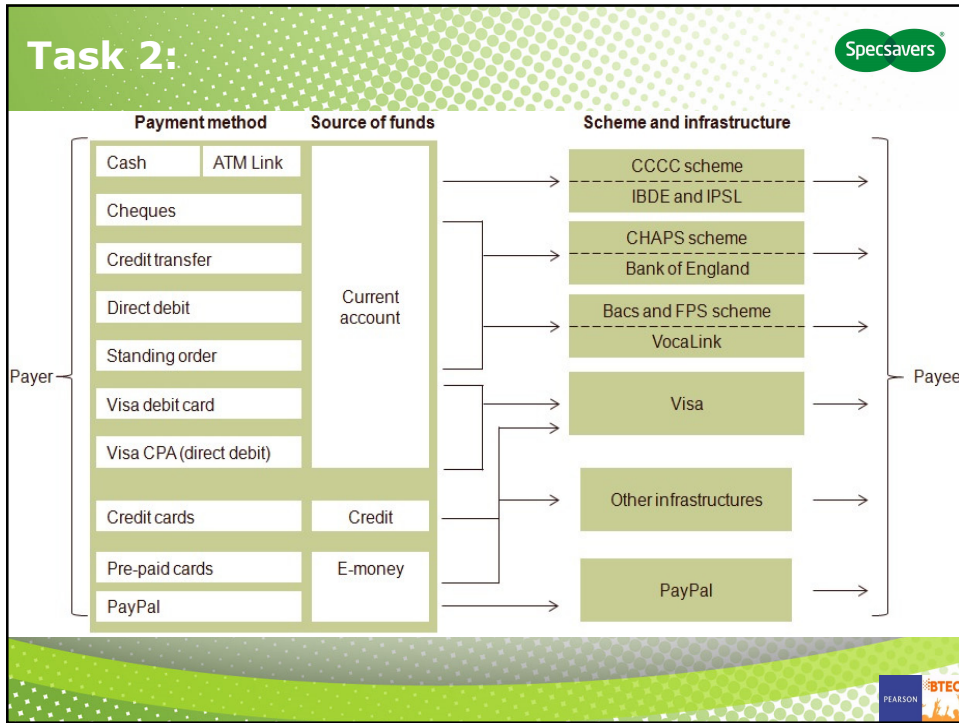 Task 2:
Specsavers®
Payment method Source of funds Scheme and infrastructure
Cash ATM Link
Cheques
Credit transfer
Direct debit
Standing order
Visa debit card
Visa CPA (direct debit)
Credit cards
Pre-paid cards
PayPal
Current
account
Credit
E-money
CCCC scheme
IBDE and IPSL
CHAPS scheme
Bank of England
Bacs and FPS scheme
VocaLink
Visa
Other infrastructures
PayPal
Payer
Payee
PEARSON
BTEC